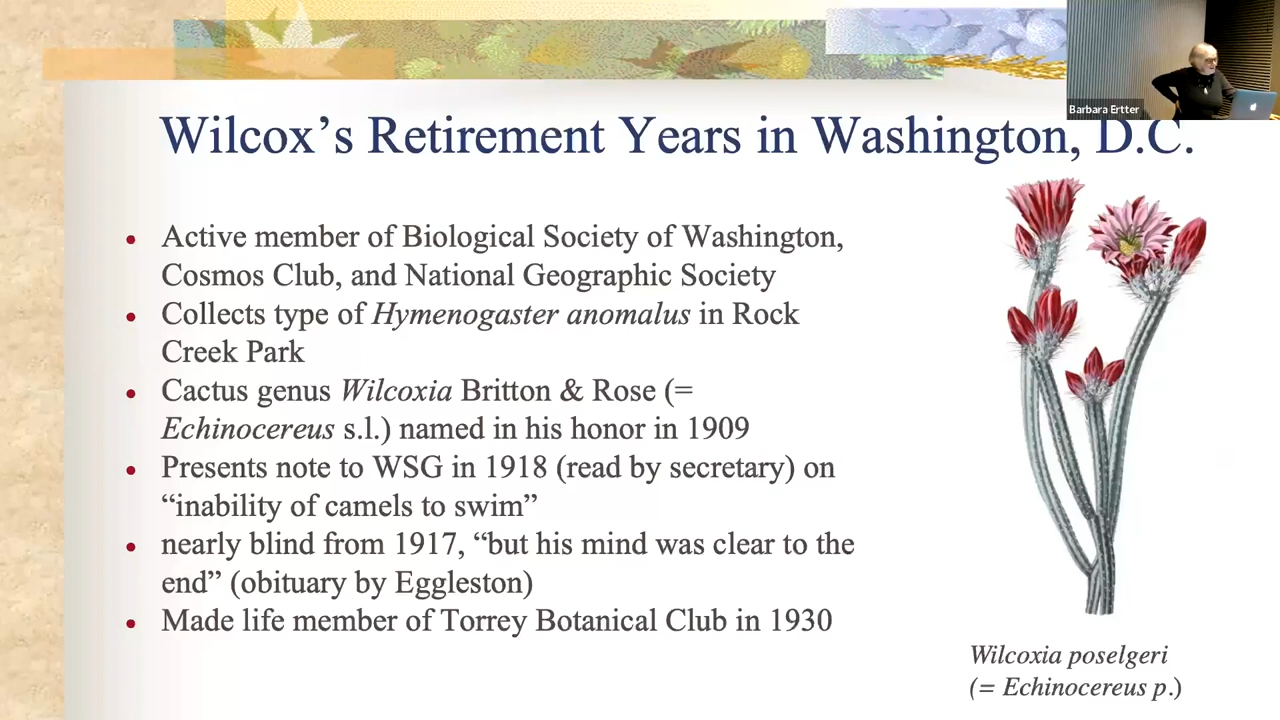 Barbara Ertter
Wilcox’s Retirement Years in Washington, D.C.
• Active member of Biological Society of Washington,
Cosmos Club, and National Geographic Society
• Collects type of Hymenogaster anomalus in Rock
Creek Park
• Cactus genus Wilcoxia Britton & Rose (=
Echinocereus s.l.) named in his honor in 1909
• Presents note to WSG in 1918 (read by secretary) on
“inability of camels to swim”
• nearly blind from 1917, “but his mind was clear to the
end” (obituary by Eggleston)
• Made life member of Torrey Botanical Club in 1930
Wilcoxia poselgeri
(= Echinocereus p.)